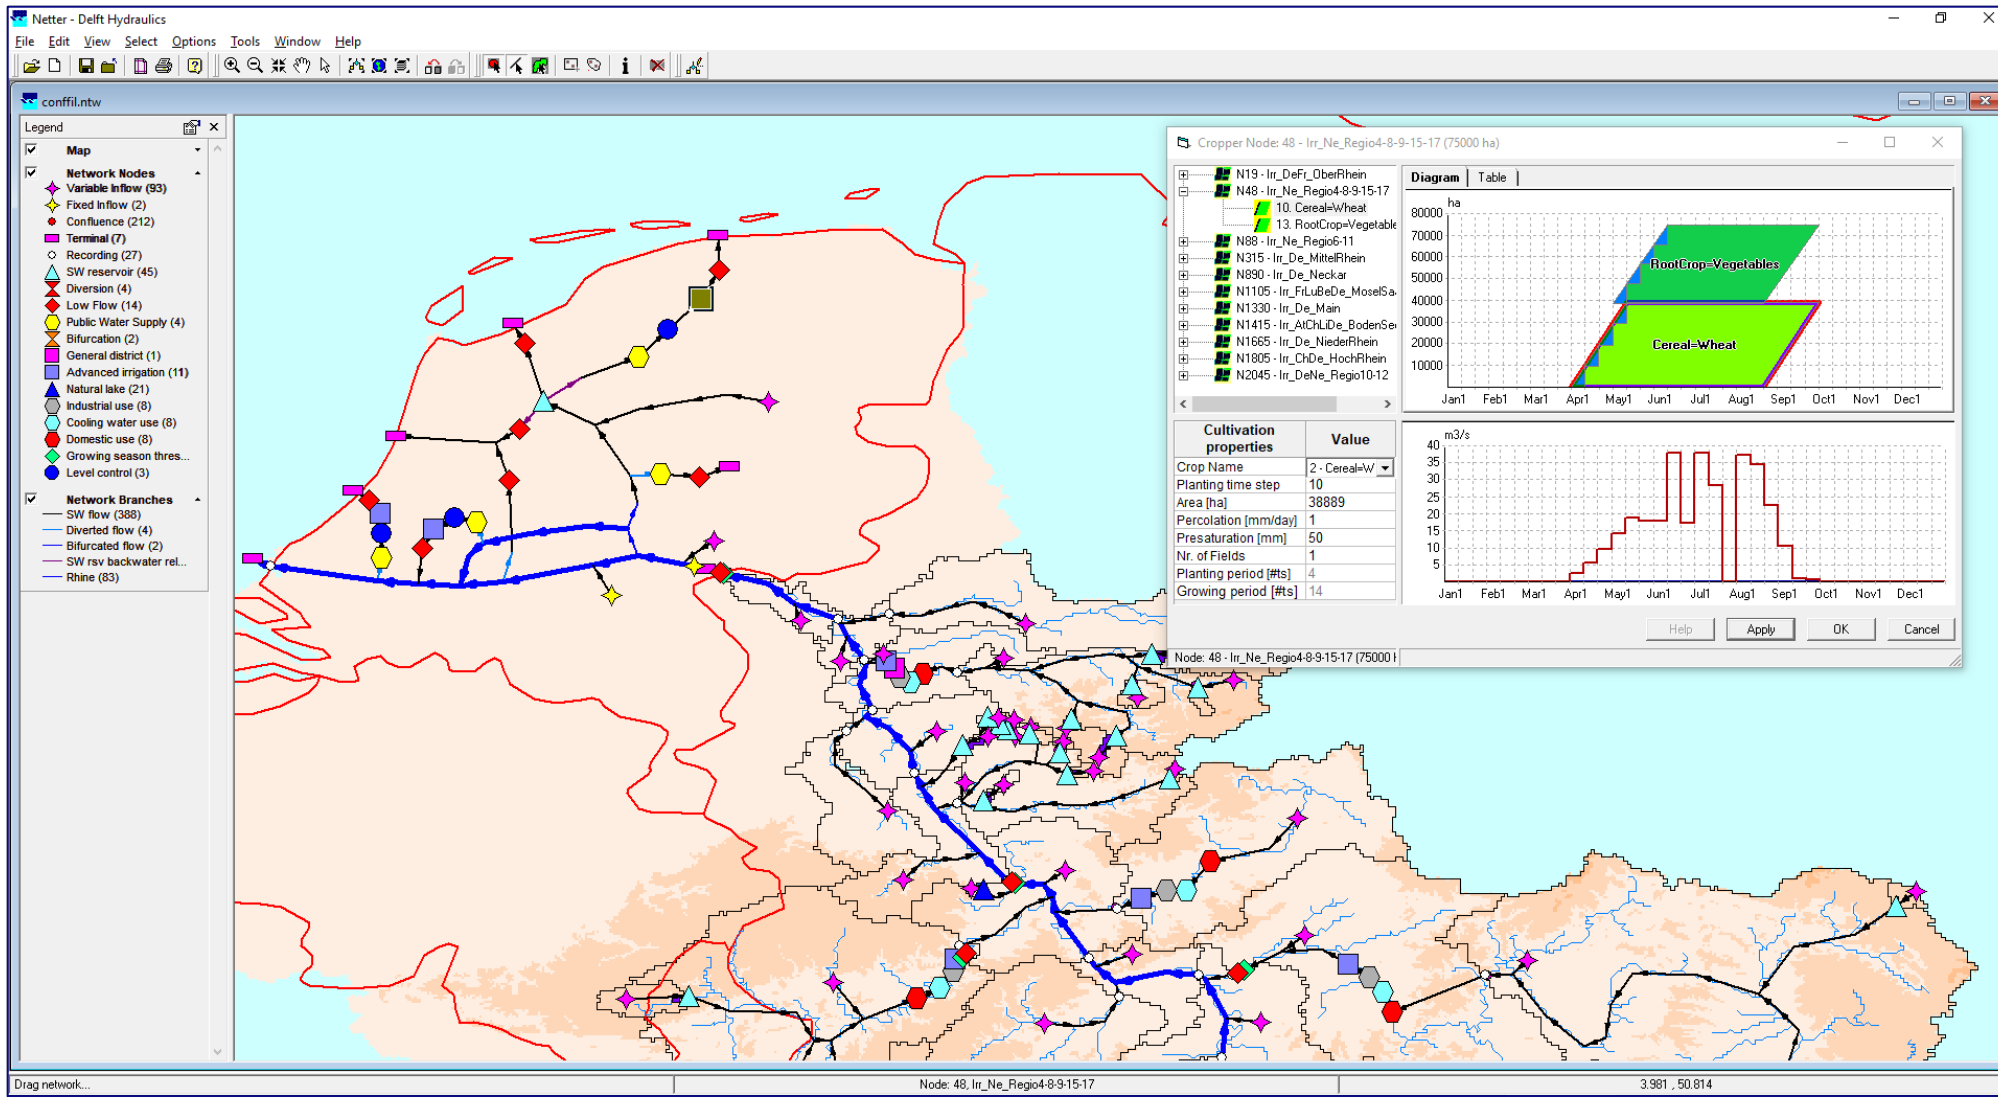 Netter - Delft Hydraulics
File Edit View Select Options Tools Window Help
conffil.ntw
Legend
Map
Network Nodes
Variable Inflow (93)
Fixed Inflow (2)
Confluence (212)
Terminal (7)
Recording (27)
SW reservoir (45)
Diversion (4)
Low Flow (14)
Public Water Supply (4)
Bifurcation (2)
General district (1)
Advanced irrigation (11)
Natural lake (21)
Industrial use (8)
Cooling water use (8)
Domestic use (8)
Growing season thres...
Level control (3)
Network Branches
SW flow (388)
Diverted flow (4)
Bifurcated flow (2)
SW rsv backwater rel...
Rhine (83)
Cropper Node: 48 - Irr_Ne_Regio4-8-9-15-17 (75000 ha)
N19 - Irr_DeFr_OberRhein
N48 - Irr_Ne_Regio4-8-9-15-17
10. Cereal=Wheat
13. RootCrop=Vegetable
N88 - Irr_Ne_Regio6-11
N315 - Irr_De_MittelRhein
N890 - Irr_De_Neckar
N1105 - Irr_FrLuBeDe_MoselSa
N1330 - Irr_De_Main
N1415 - Irr_AtChLiDe_BodenSe
N1665 - Irr_De_NiederRhein
N1805 - Irr_ChDe_HochRhein
N2045 - Irr_DeNe_Regio10-12
Diagram Table
ha
80000
70000
60000
50000
40000
30000
20000
10000
RootCrop=Vegetables
Cereal=Wheat
Jan1 Feb1 Mar1 Apr1 May1 Jun1 Jul1 Aug1 Sep1 Oct1 Nov1 Dec1
Cultivation properties Value
Crop Name 2 - Cereal=W
Planting time step 10
Area [ha] 38889
Percolation [mm/day] 1
Presaturation [mm] 50
Nr. of Fields 1
Planting period [#ts] 4
Growing period [#ts] 14
m3/s
40
35
30
25
20
15
10
5
Jan1 Feb1 Mar1 Apr1 May1 Jun1 Jul1 Aug1 Sep1 Oct1 Nov1 Dec1
Help Apply OK Cancel
Node: 48 - Irr_Ne_Regio4-8-9-15-17 (75000 h
Drag network... Node: 48, Irr_Ne_Regio4-8-9-15-17 3.981 , 50.814